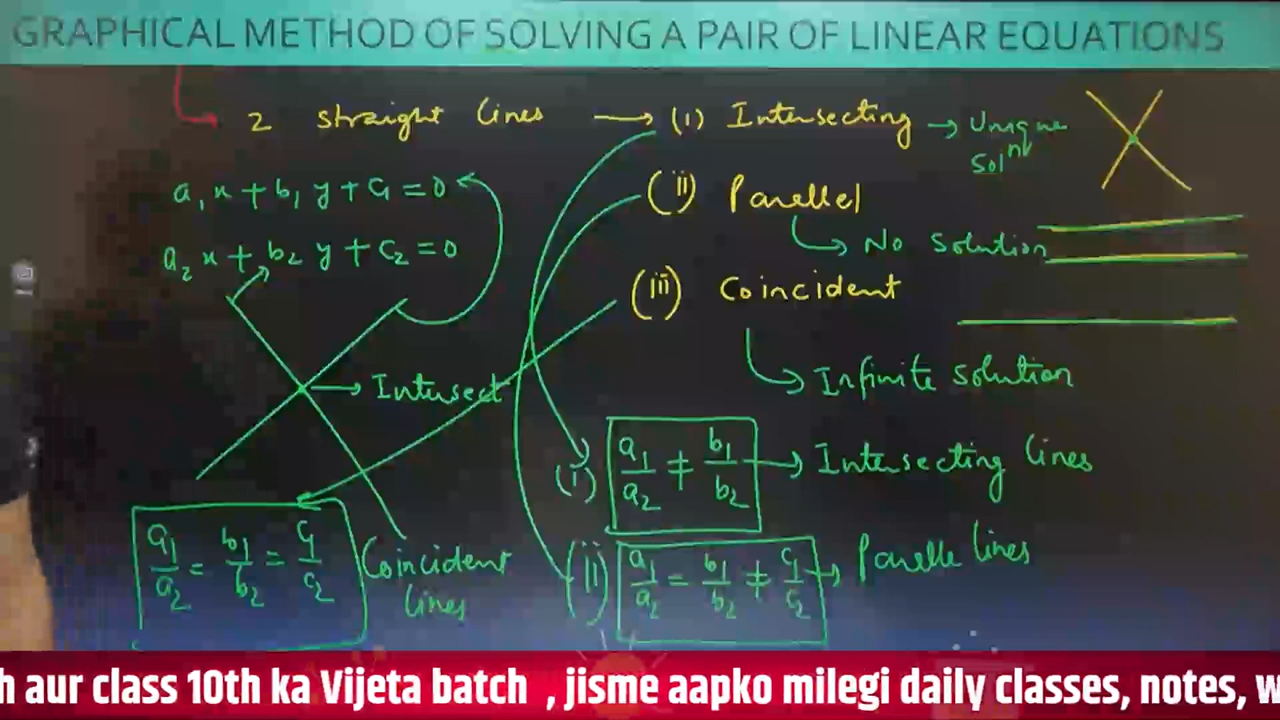 GRAPHICAL METHOD OF SOLVING A PAIR OF LINEAR EQUATIONS
2 straight lines → (i) Intersecting → Unique
Solⁿ
a₁x + b₁y + c₁ = 0
(ii) Parellel
→ No Solution
a₂x + b₂y + c₂ = 0
(iii) Coincident
→ Infinite Solution
→ Intersect
(i) a₁/a₂ ≠ b₁/b₂ → Intersecting lines
a₁/a₂ = b₁/b₂ = c₁/c₂ Coincident
lines
(ii) a₁/a₂ = b₁/b₂ ≠ c₁/c₂ → Parelle lines
h aur class 10th ka Vijeta batch , jisme aapko milegi daily classes, notes, w